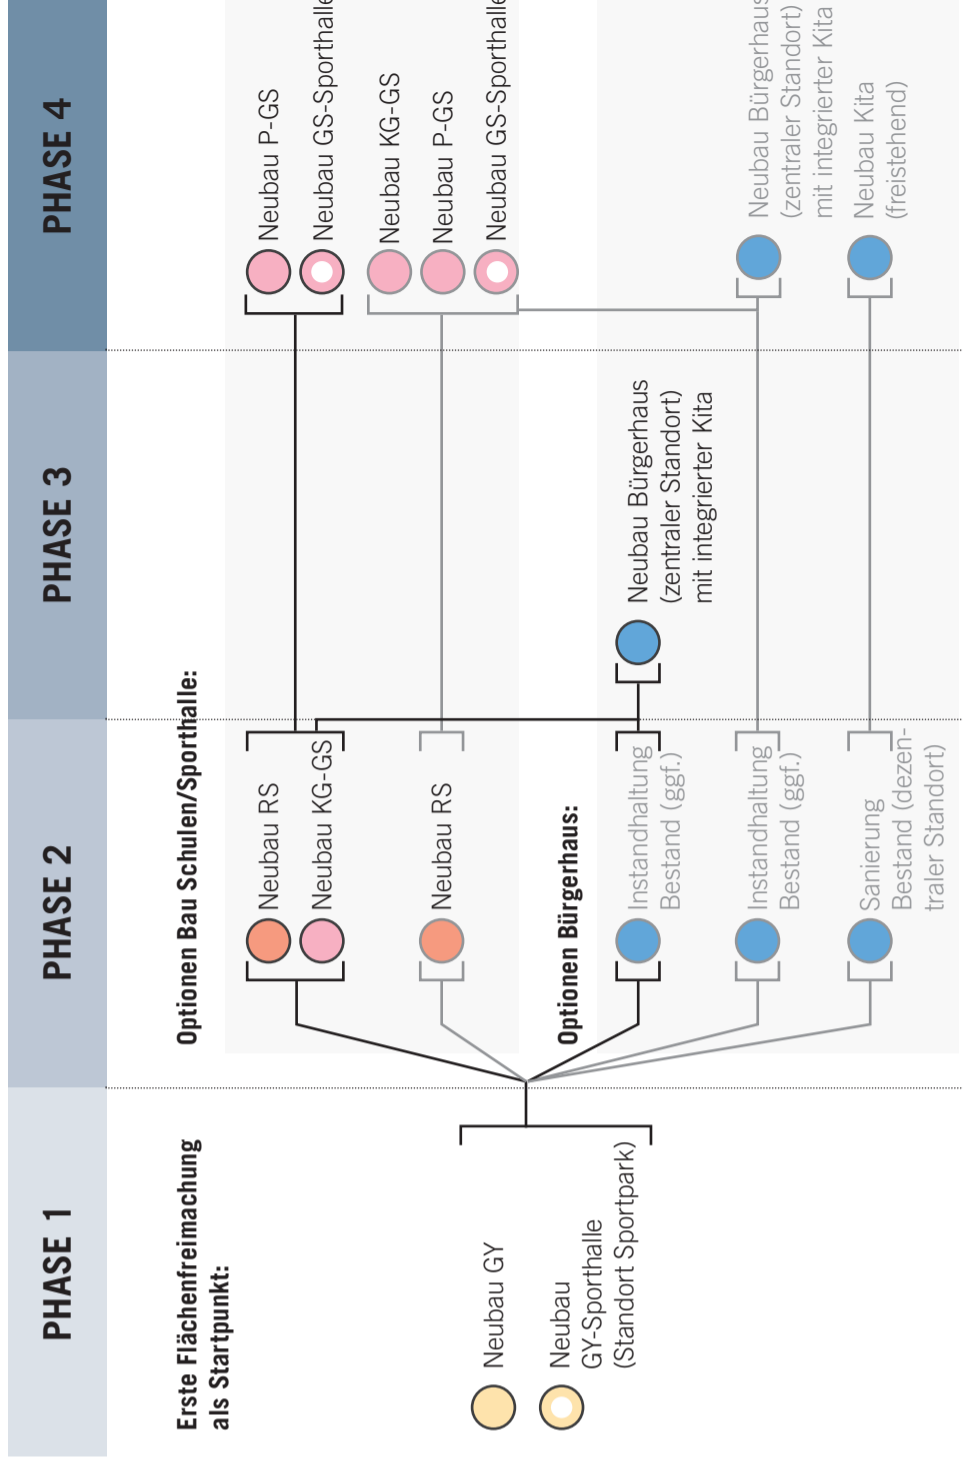 PHASE 1
PHASE 2
PHASE 3
PHASE 4
Erste Flächenfreimachung
als Startpunkt:
Neubau GY
Neubau
GY-Sporthalle
(Standort Sportpark)
Optionen Bau Schulen/Sporthalle:
Neubau RS
Neubau KG-GS
Neubau P-GS
Neubau GS-Sporthalle
Neubau RS
Neubau KG-GS
Neubau P-GS
Neubau GS-Sporthalle
Optionen Bürgerhaus:
Instandhaltung
Bestand (ggf.)
Neubau Bürgerhaus
(zentraler Standort)
mit integrierter Kita
Instandhaltung
Bestand (ggf.)
Neubau Bürgerhaus
(zentraler Standort)
mit integrierter Kita
Sanierung
Bestand (dezen-
traler Standort)
Neubau Kita
(freistehend)